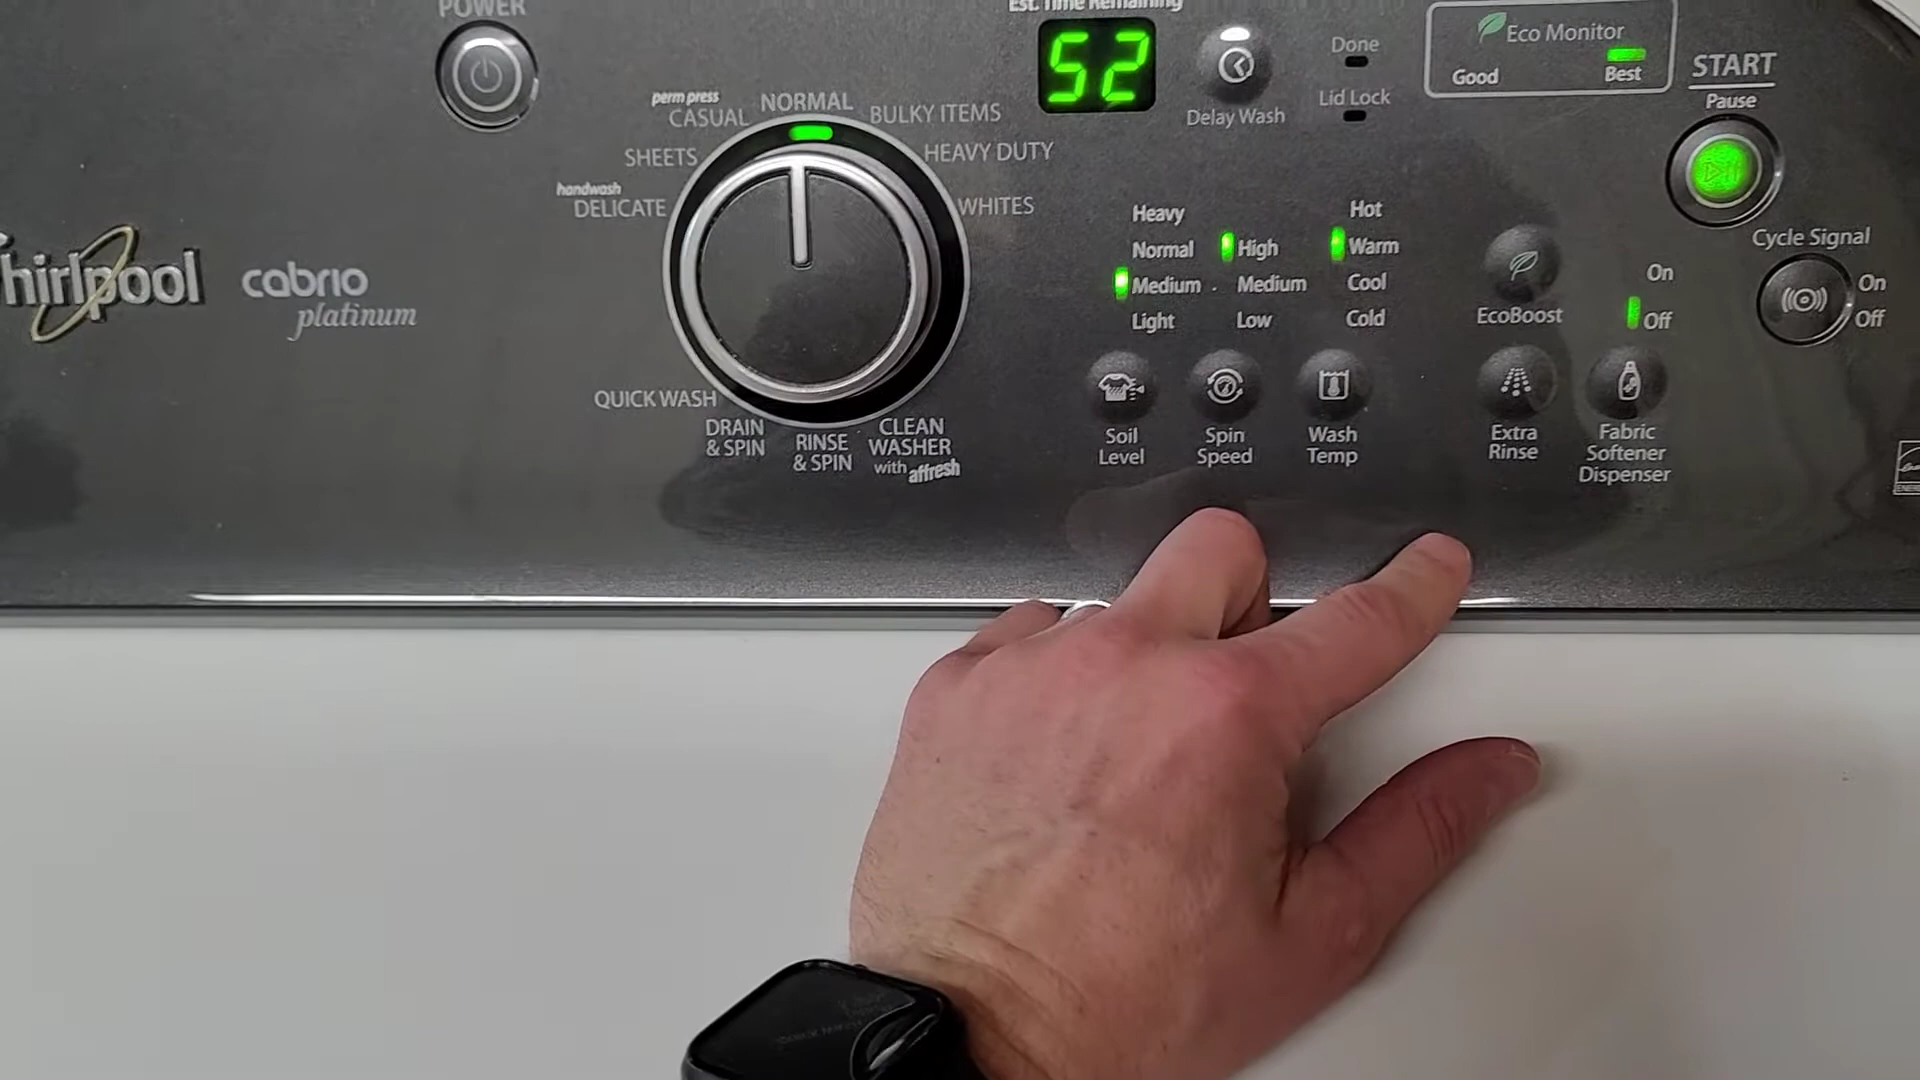 POWER
Est. Time Remaining
52
Delay Wash
Done
Lid Lock
Eco Monitor
Good
Best
START
Pause
perm press
CASUAL
NORMAL
BULKY ITEMS
SHEETS
HEAVY DUTY
handwash
DELICATE
WHITES
Whirlpool
cabrio
platinum
QUICK WASH
DRAIN
& SPIN
RINSE
& SPIN
CLEAN
WASHER
with affresh
Heavy
Normal
Medium
Light
High
Medium
Low
Hot
Warm
Cool
Cold
EcoBoost
On
Off
Cycle Signal
On
Off
Soil
Level
Spin
Speed
Wash
Temp
Extra
Rinse
Fabric
Softener
Dispenser